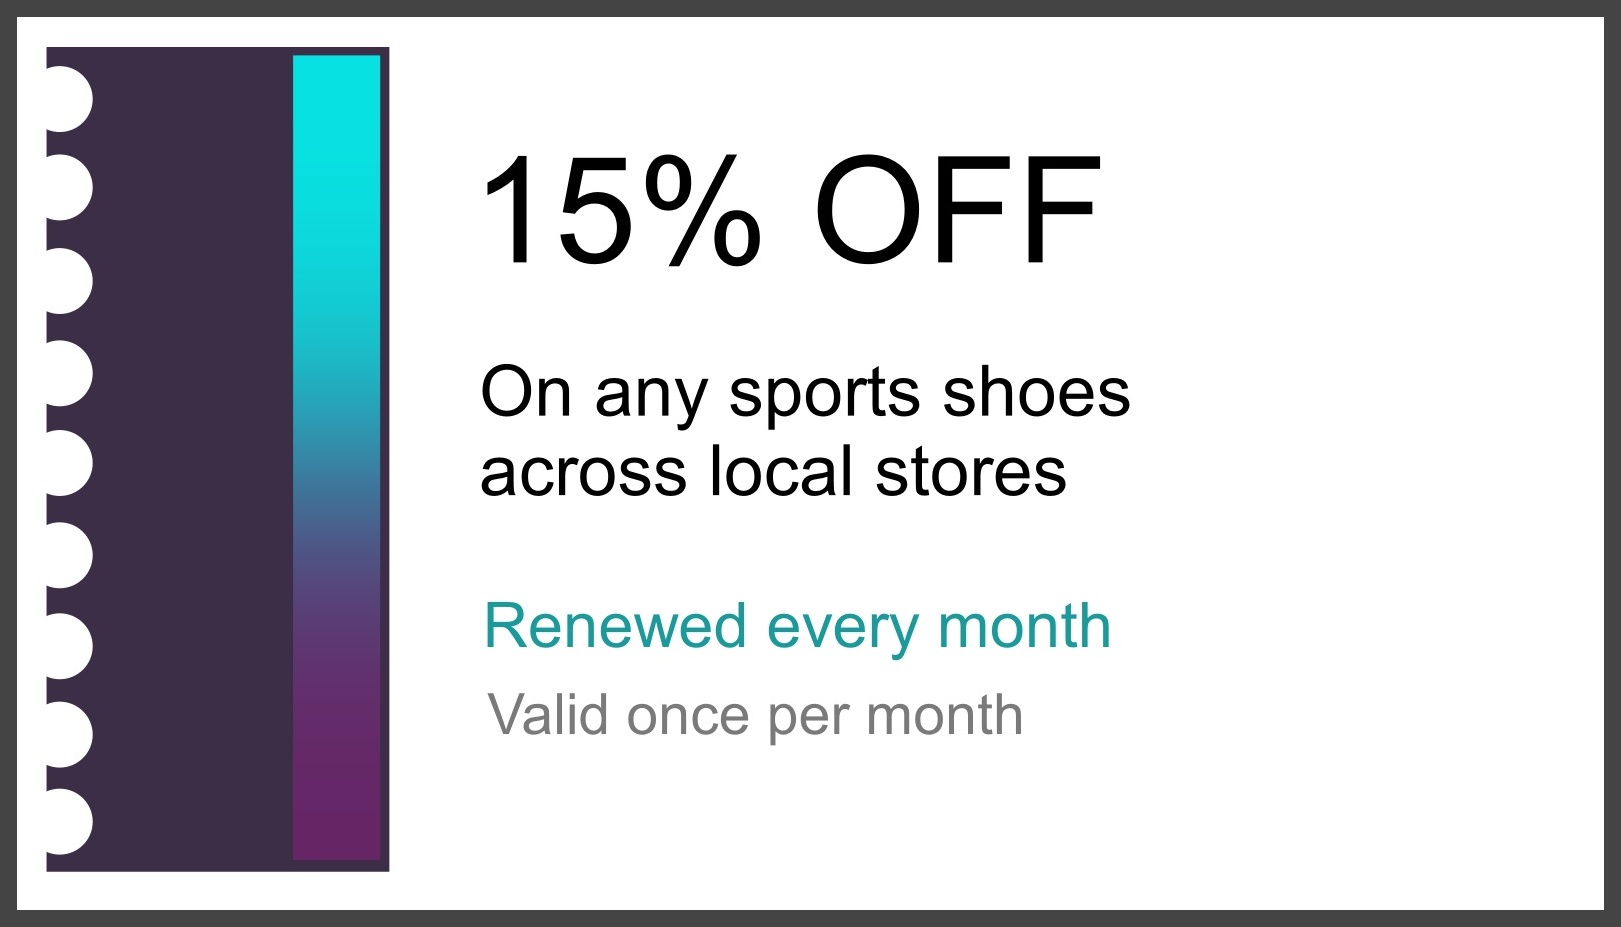 15% OFF
On any sports shoes
across local stores
Renewed every month
Valid once per month